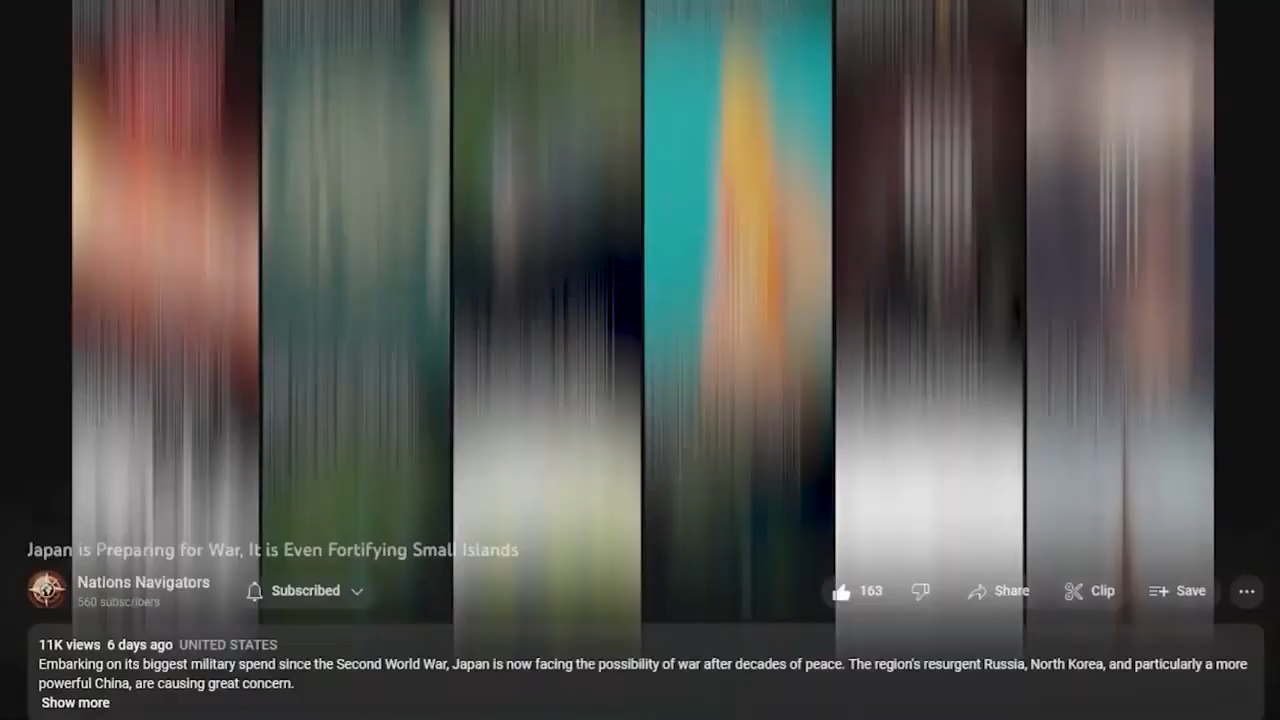 Japan is Preparing for War, It is Even Fortifying Small Islands
Nations Navigators
560 subscribers
Subscribed
163
Share
Clip
Save
11K views 6 days ago UNITED STATES
Embarking on its biggest military spend since the Second World War, Japan is now facing the possibility of war after decades of peace. The region's resurgent Russia, North Korea, and particularly a more
powerful China, are causing great concern.
Show more